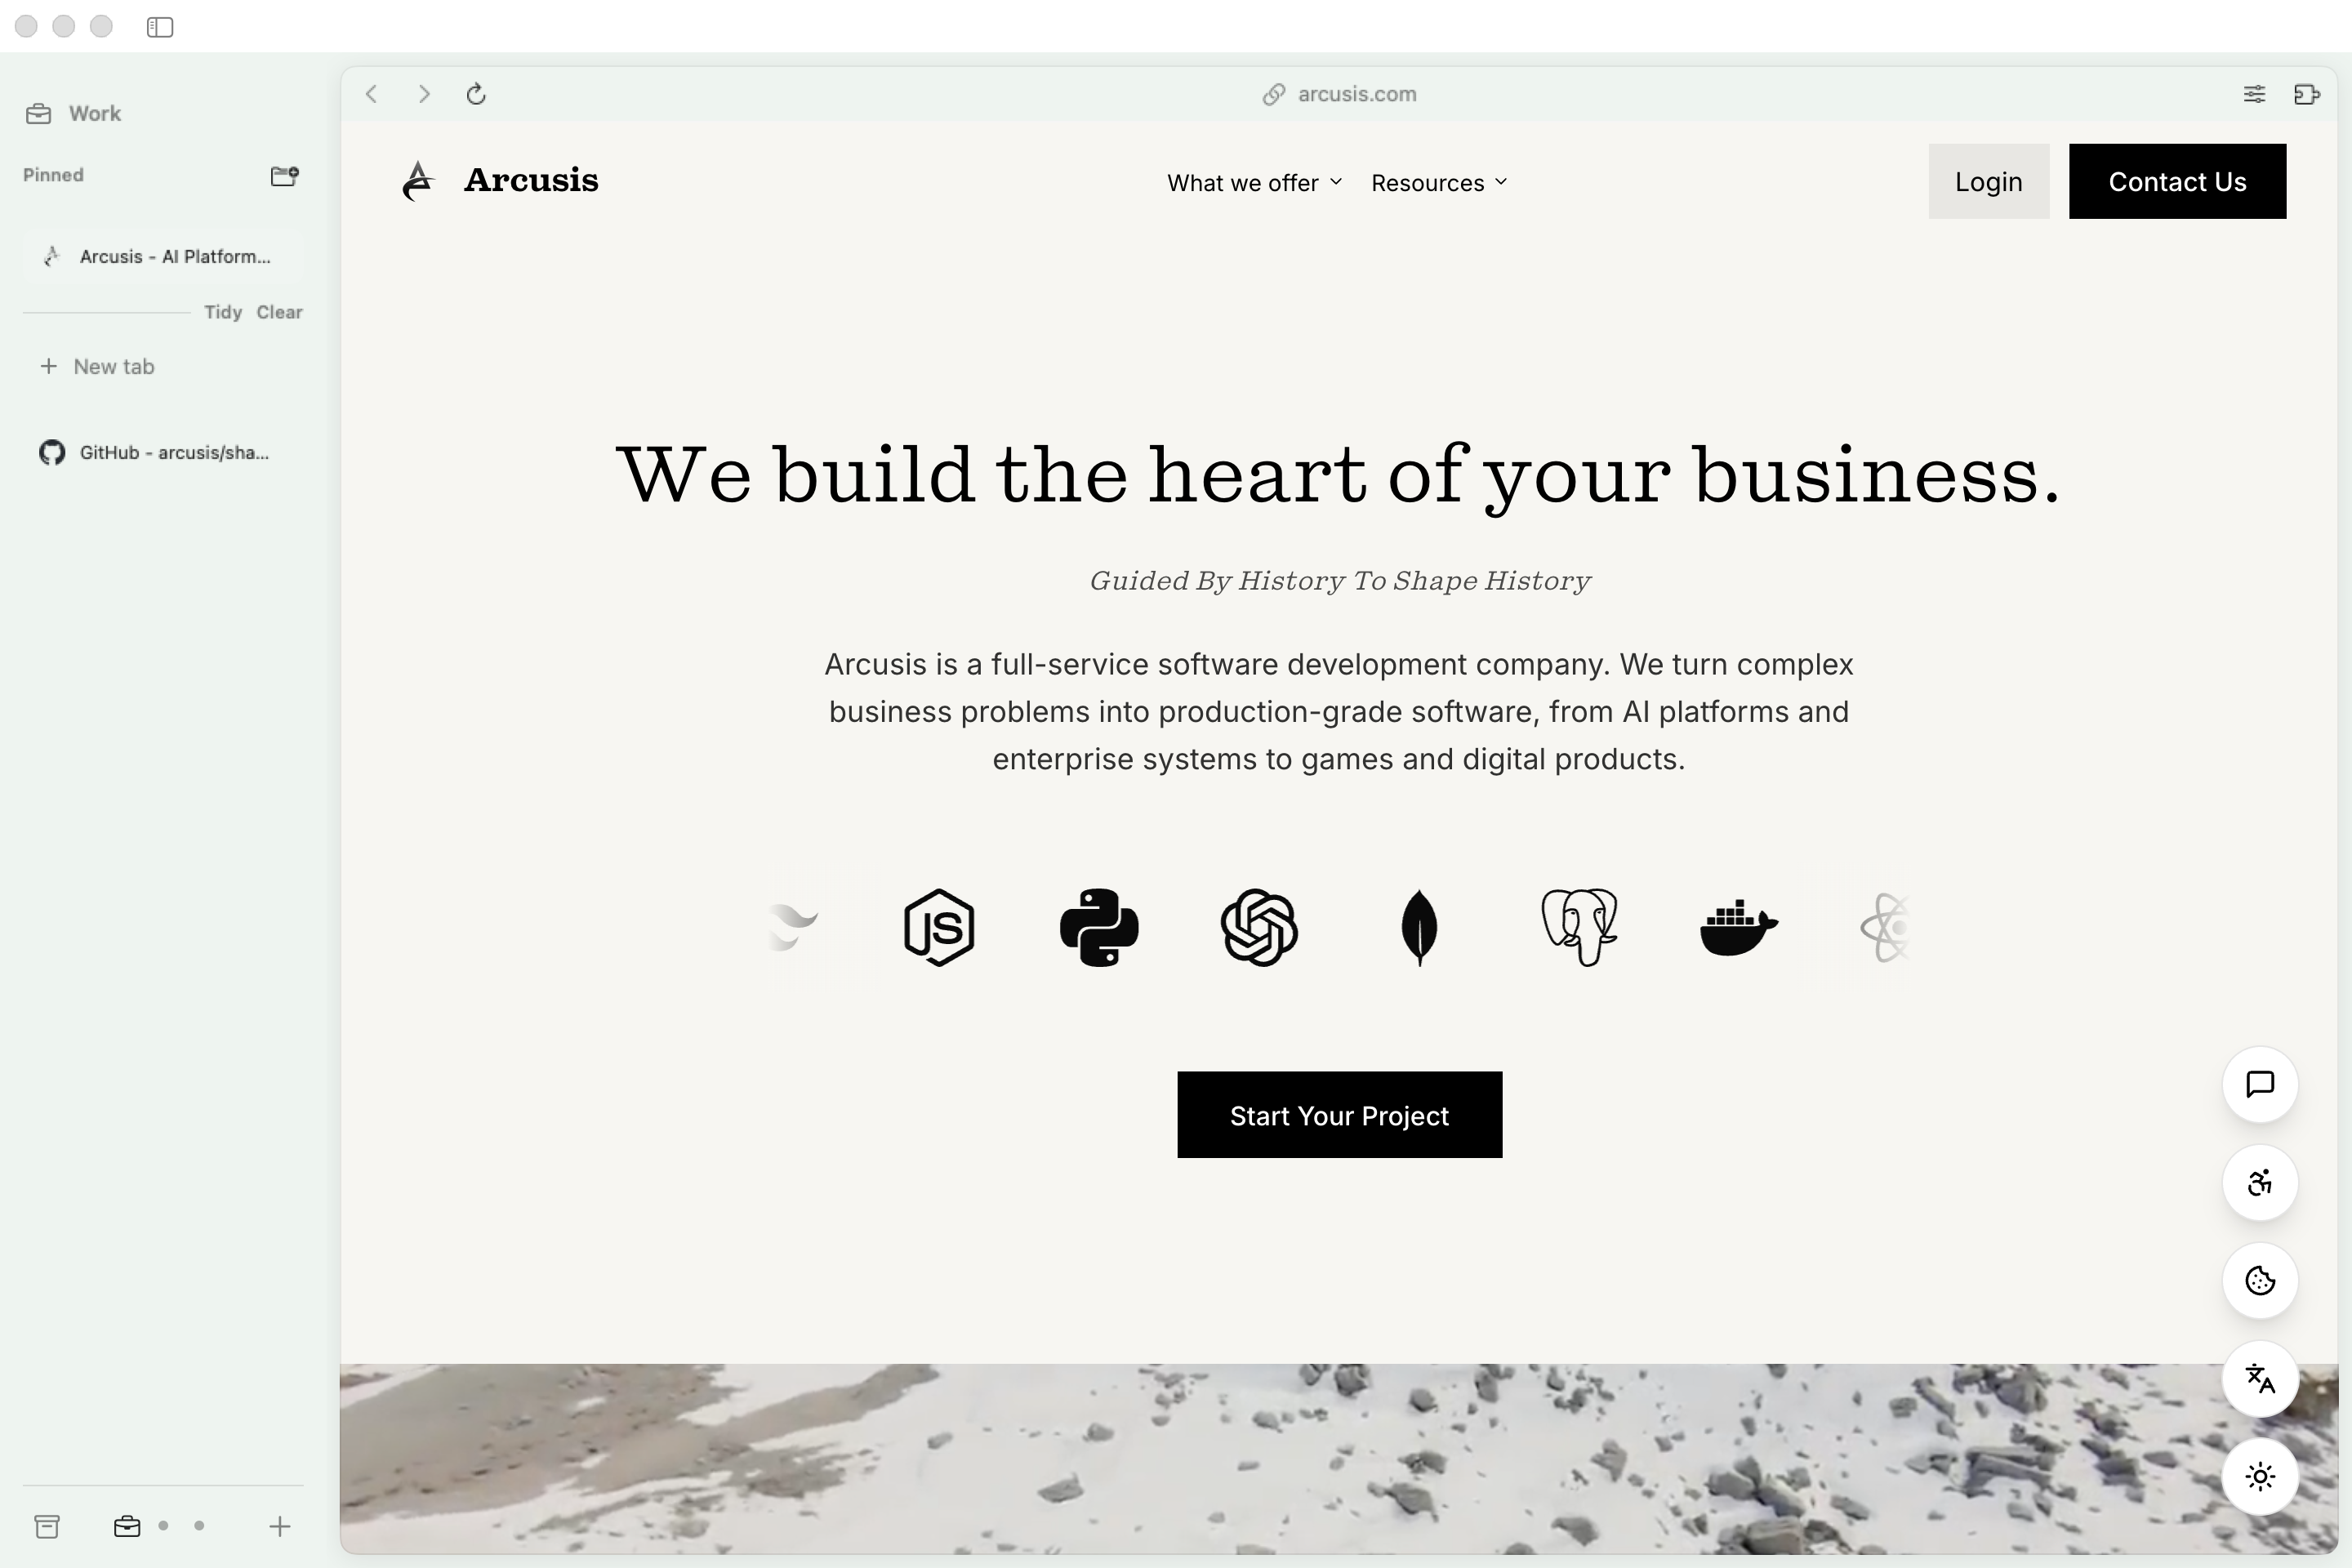 Work
Pinned
Arcusis - AI Platform...
Tidy Clear
New tab
GitHub - arcusis/sha...
arcusis.com
Arcusis
What we offer
Resources
Login
Contact Us
We build the heart of your business.
Guided By History To Shape History
Arcusis is a full-service software development company. We turn complex
business problems into production-grade software, from AI platforms and
enterprise systems to games and digital products.
JS
Start Your Project